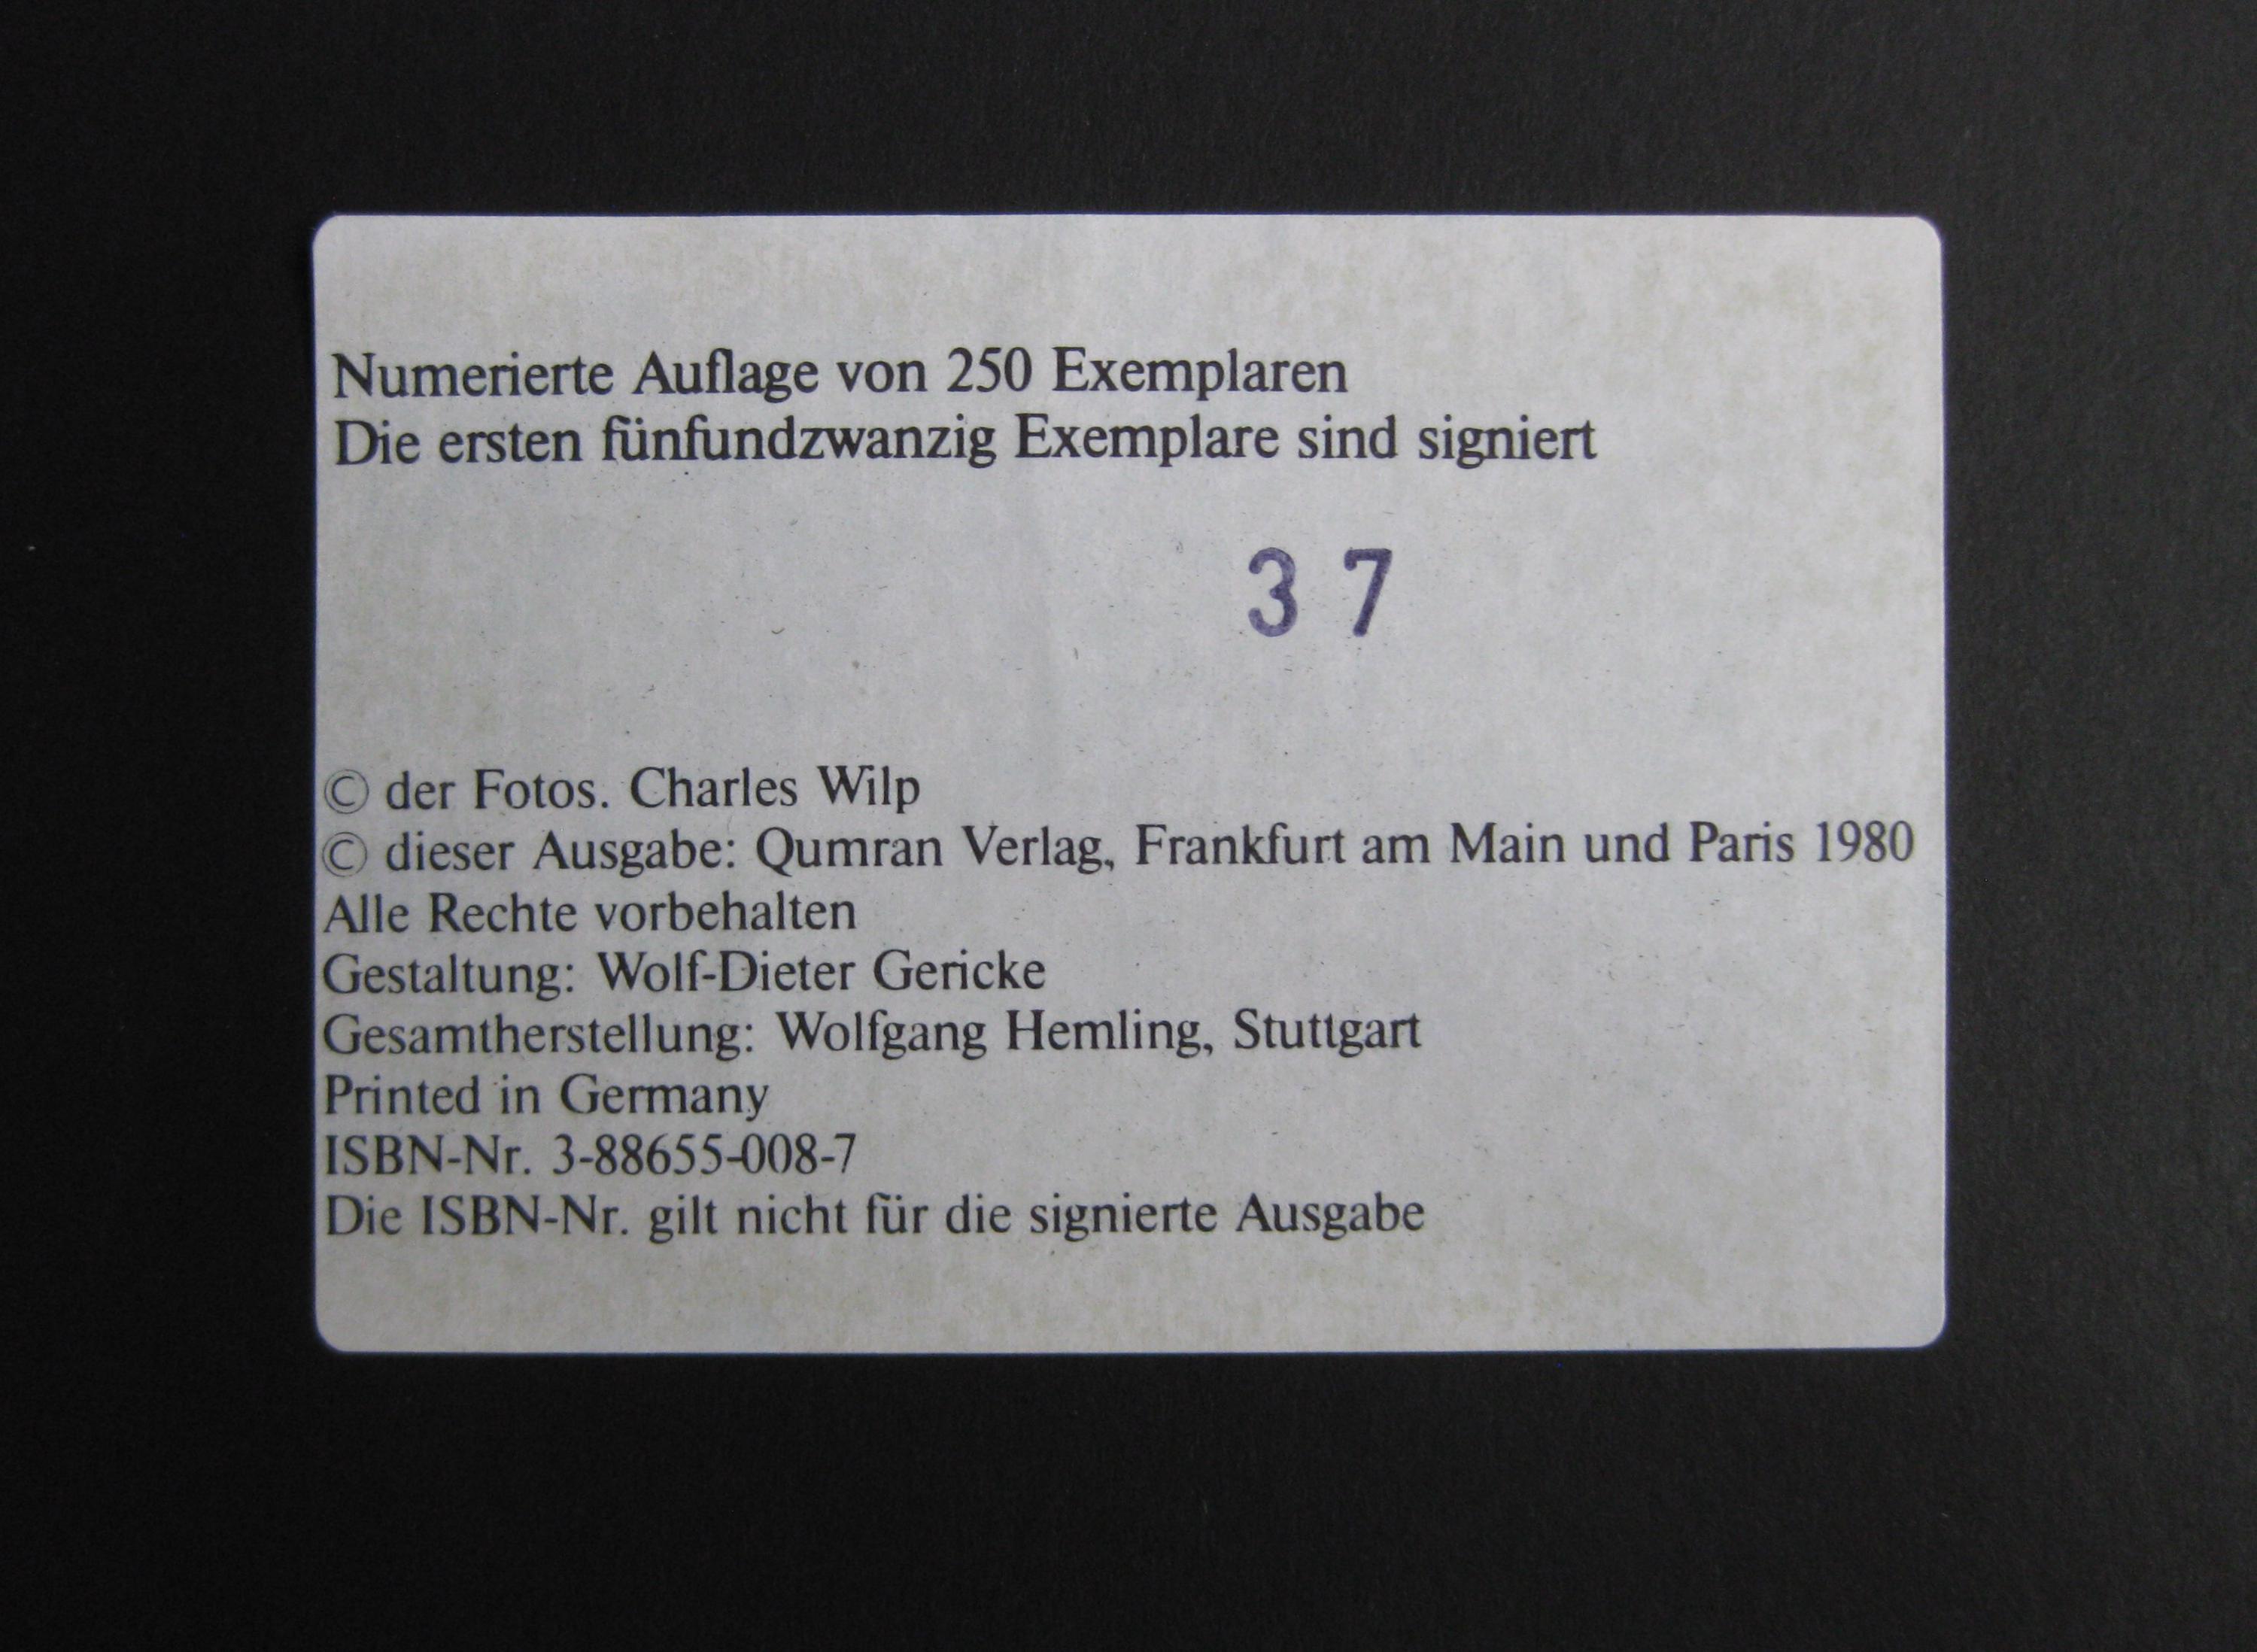 Numerierte Auflage von 250 Exemplaren
Die ersten fünfundzwanzig Exemplare sind signiert
37
© der Fotos. Charles Wilp
© dieser Ausgabe: Qumran Verlag, Frankfurt am Main und Paris 1980
Alle Rechte vorbehalten
Gestaltung: Wolf-Dieter Gericke
Gesamtherstellung: Wolfgang Hemling, Stuttgart
Printed in Germany
ISBN-Nr. 3-88655-008-7
Die ISBN-Nr. gilt nicht für die signierte Ausgabe